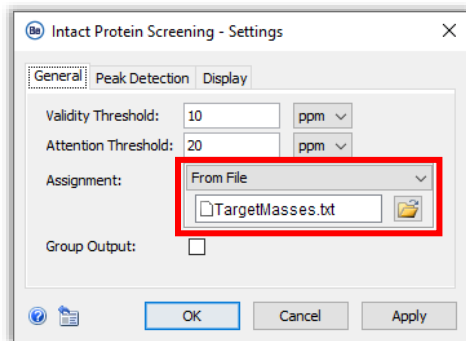 Be Intact Protein Screening - Settings
General Peak Detection Display
Validity Threshold: 10 ppm
Attention Threshold: 20 ppm
Assignment: From File
TargetMasses.txt
Group Output:
OK Cancel Apply